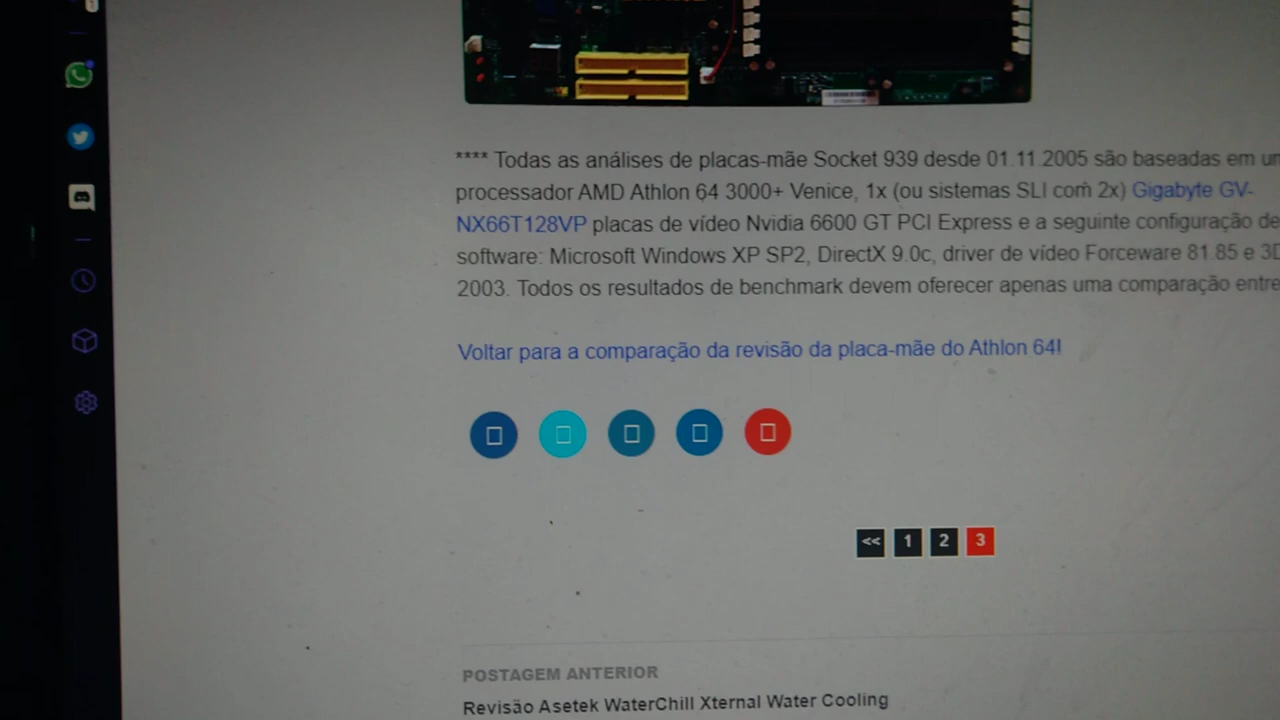 **** Todas as análises de placas-mãe Socket 939 desde 01.11.2005 são baseadas em
processador AMD Athlon 64 3000+ Venice, 1x (ou sistemas SLI com 2x) Gigabyte GV-
NX66T128VP placas de vídeo Nvidia 6600 GT PCI Express e a seguinte configuração de
software: Microsoft Windows XP SP2, DirectX 9.0c, driver de vídeo Forceware 81.85 e
2003. Todos os resultados de benchmark devem oferecer apenas uma comparação entre
Voltar para a comparação da revisão da placa-mãe do Athlon 64!
<< 1 2 3
POSTAGEM ANTERIOR
Revisão Asetek WaterChill Xternal Water Cooling